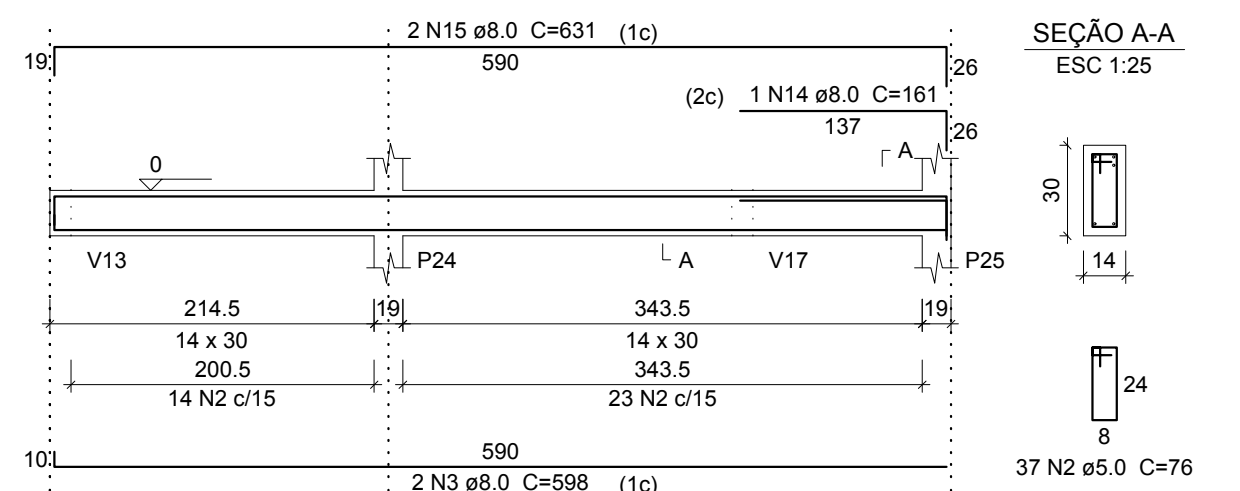 2 N15 ø8.0 C=631 (1c)
19
590
26
(2c) 1 N14 ø8.0 C=161
137
26
A
0
V13
P24
A
V17
P25
214.5
19
343.5
19
14 x 30
14 x 30
200.5
343.5
14 N2 c/15
23 N2 c/15
10
590
2 N3 ø8.0 C=598 (1c)
SEÇÃO A-A
ESC 1:25
30
14
24
8
37 N2 ø5.0 C=76